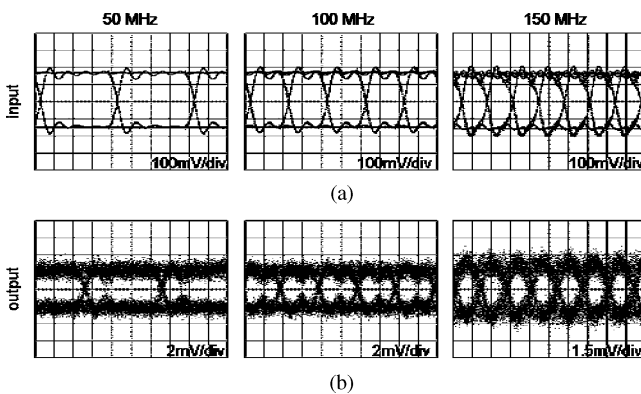 50 MHz 100 MHz 150 MHz
Input
100mV/div 100mV/div 100mV/div
(a)
output
2mV/div 2mV/div 1.5mV/div
(b)